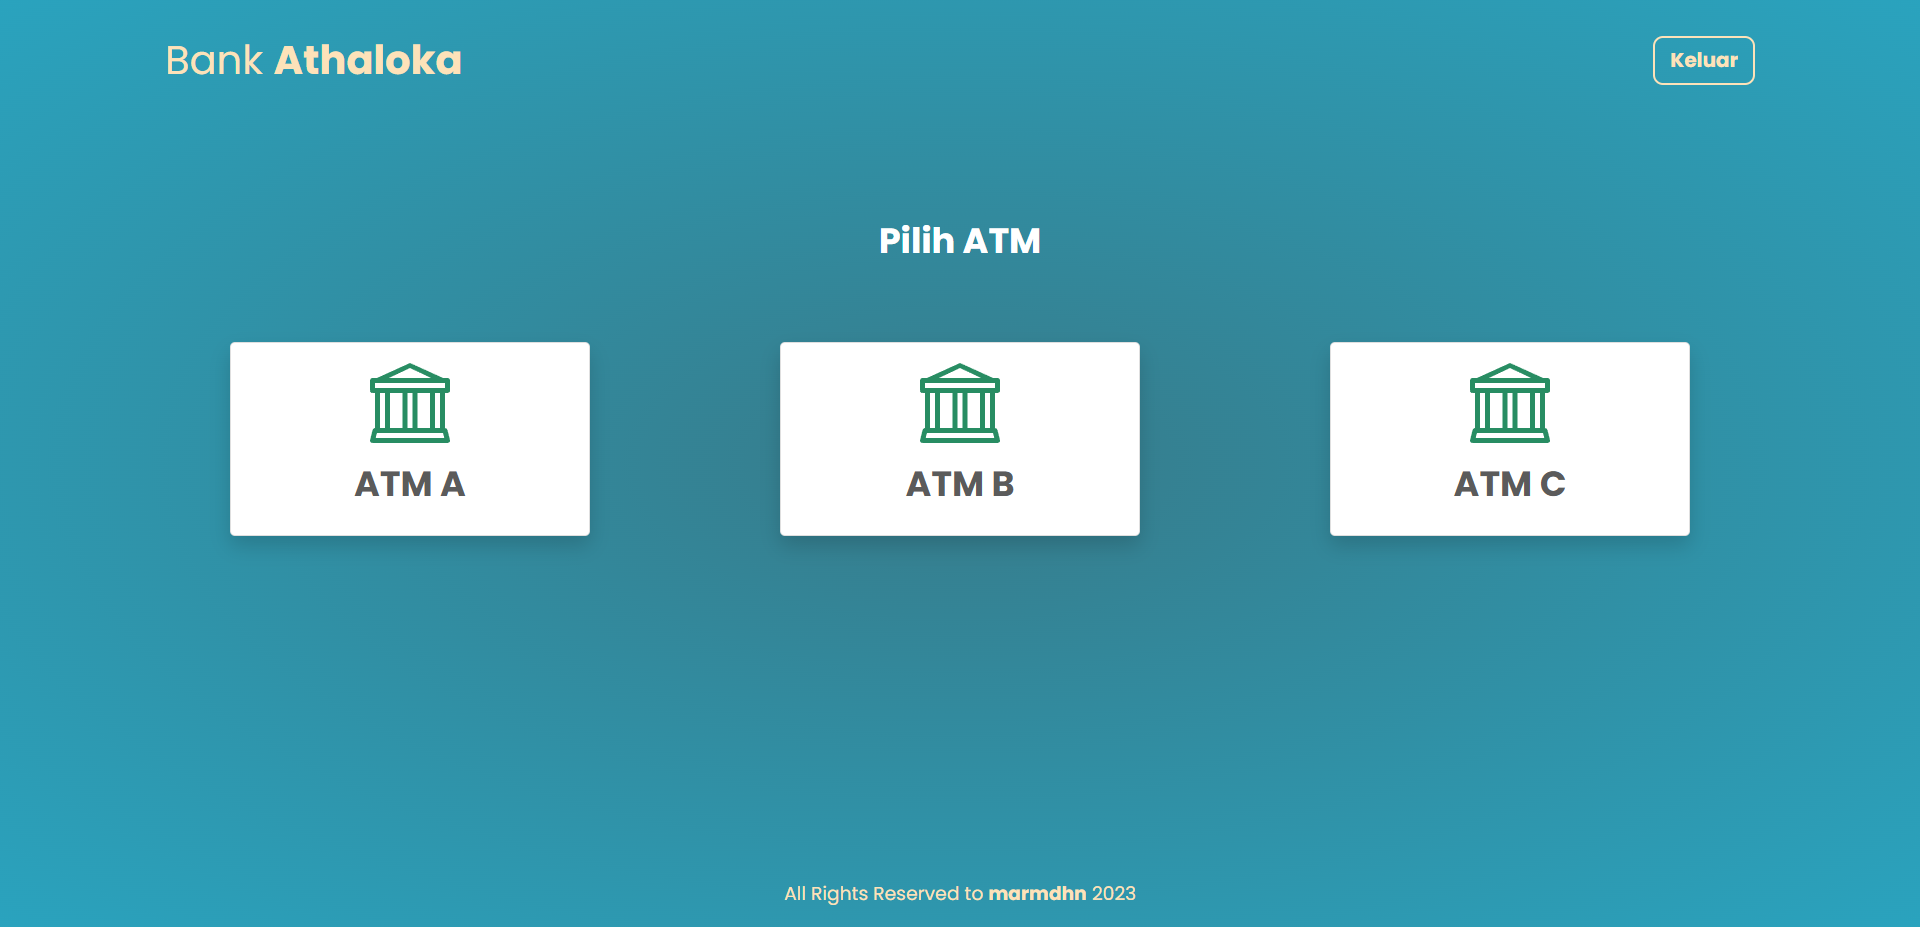 Bank Athaloka
Keluar
Pilih ATM
ATM A
ATM B
ATM C
All Rights Reserved to marmdhn 2023